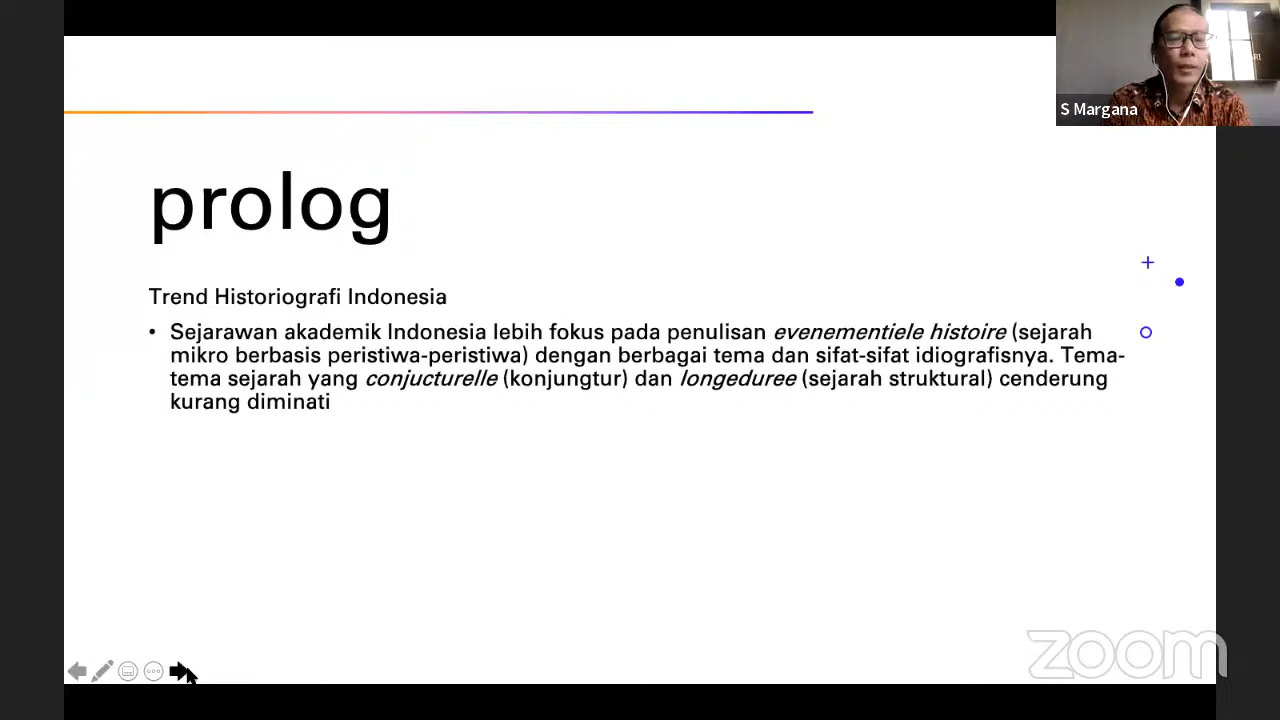 S Margana
prolog
Trend Historiografi Indonesia
• Sejarawan akademik Indonesia lebih fokus pada penulisan evenementiele histoire (sejarah
mikro berbasis peristiwa-peristiwa) dengan berbagai tema dan sifat-sifat idiografisnya. Tema-
tema sejarah yang conjucturelle (konjungtur) dan longeduree (sejarah struktural) cenderung
kurang diminati
zoom